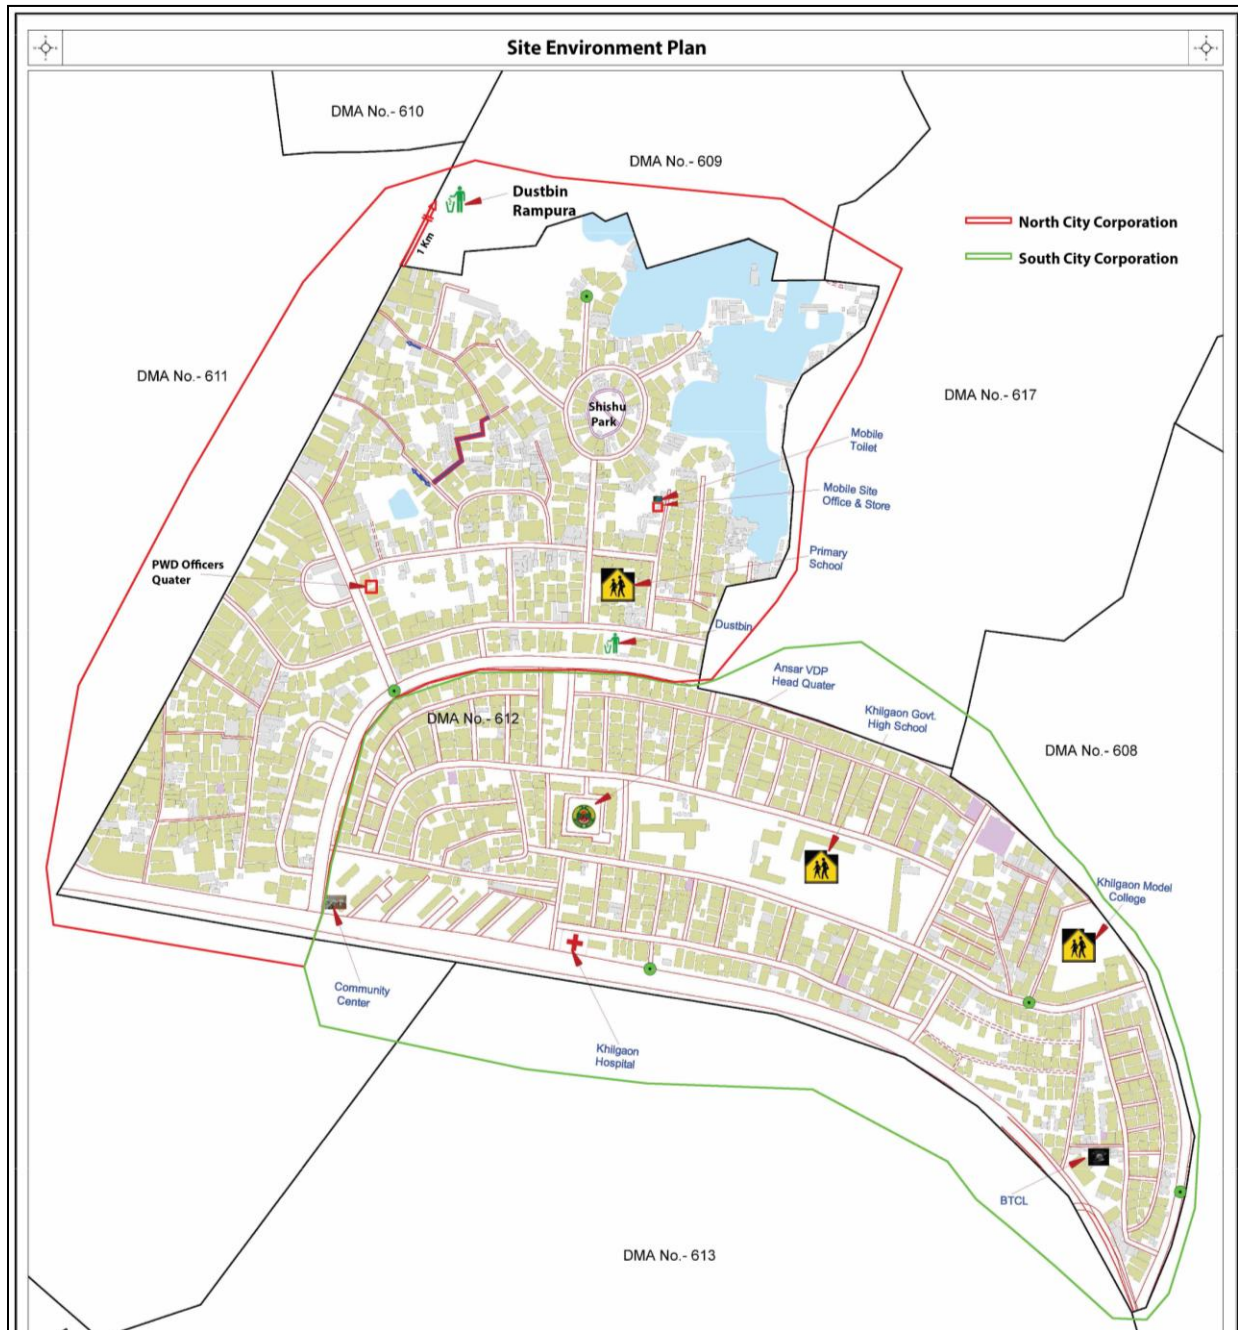 Site Environment Plan
DMA No.- 610
DMA No.- 609
Dustbin
Rampura
1 Km
North City Corporation
South City Corporation
DMA No.- 611
DMA No.- 617
Shishu
Park
Mobile
Toilet
Mobile Site
Office & Store
PWD Officers
Quater
Primary
School
Dustbin
Ansar VDP
Head Quater
Khilgaon Govt.
High School
DMA No.- 612
DMA No.- 608
Khilgaon Model
College
Community
Center
Khilgaon
Hospital
BTCL
DMA No.- 613